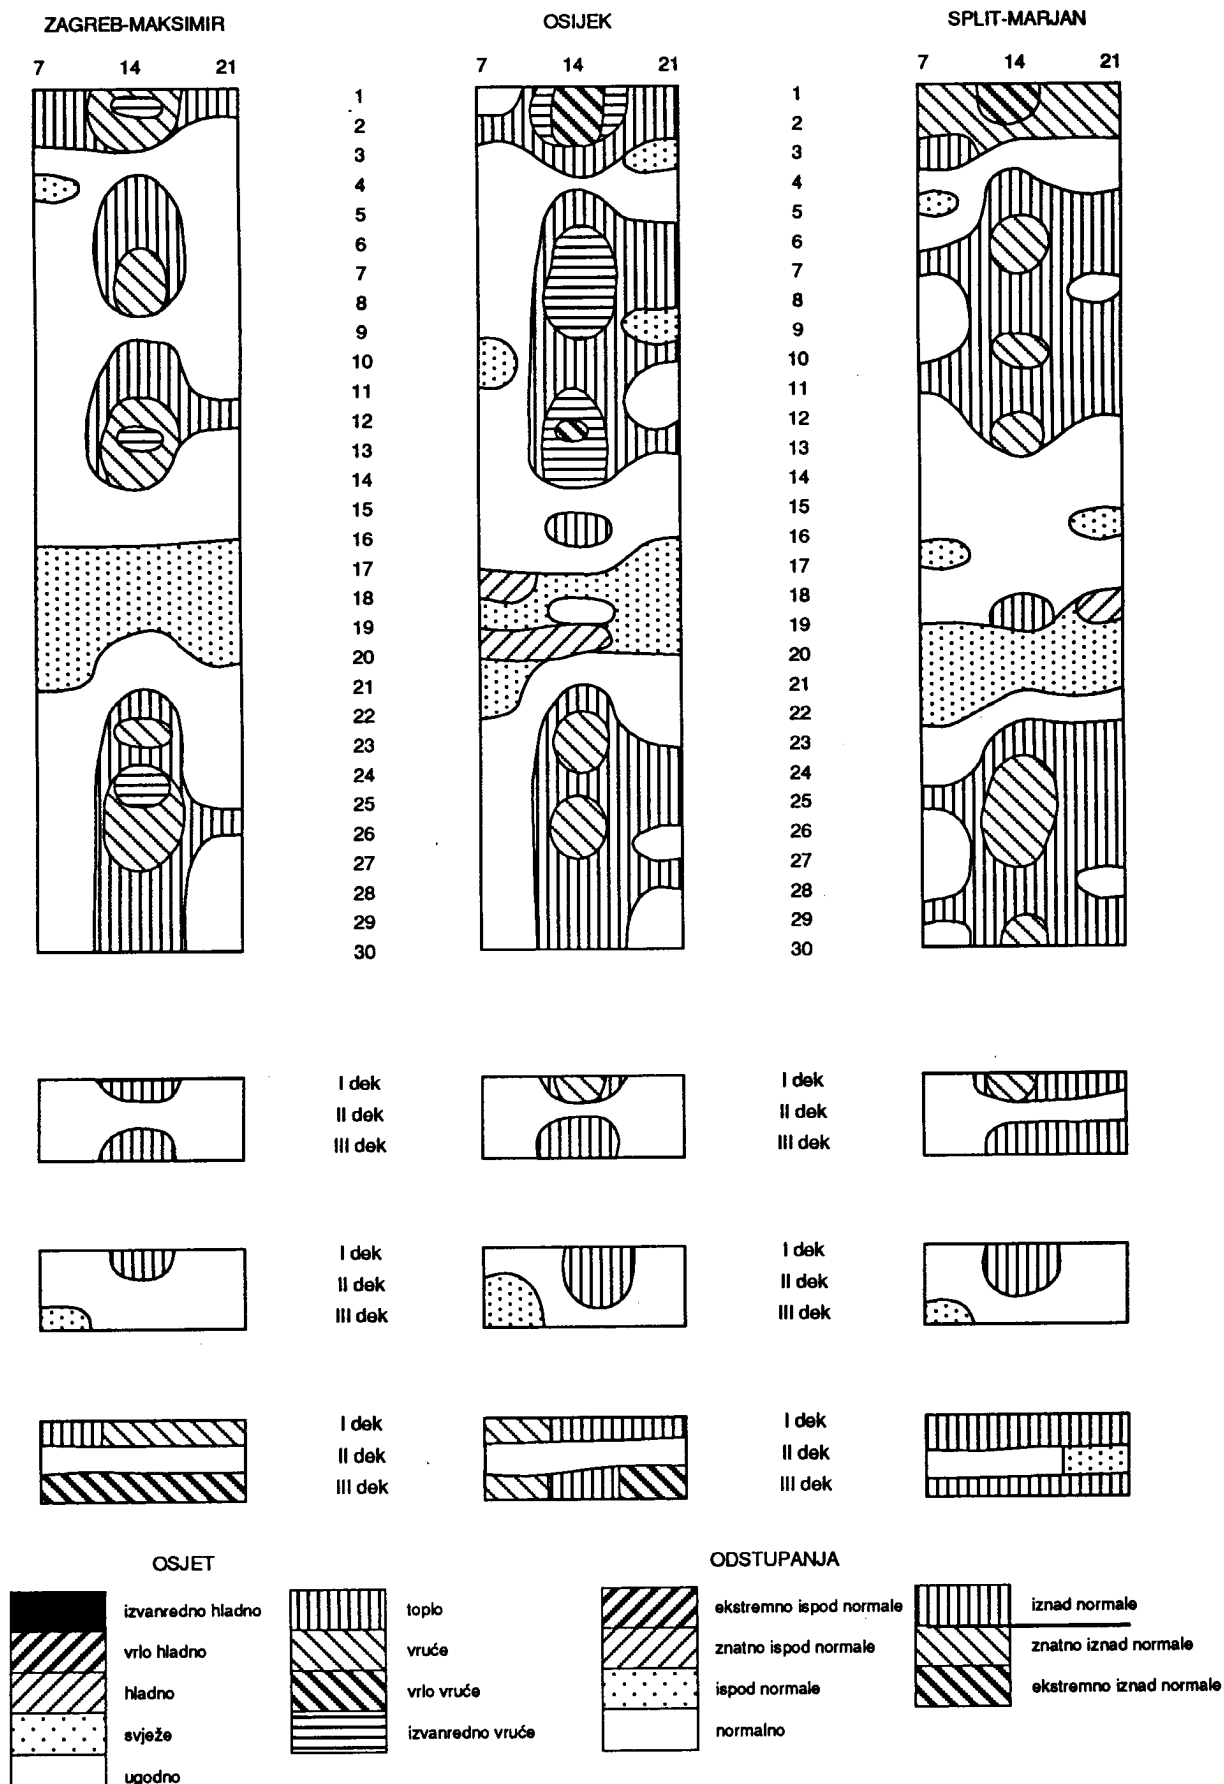 ZAGREB-MAKSIMIR OSIJEK SPLIT-MARJAN
7 14 21 7 14 21 7 14 21
1 1
2 2
3 3
4 4
5 5
6 6
7 7
8 8
9 9
10 10
11 11
12 12
13 13
14 14
15 15
16 16
17 17
18 18
19 19
20 20
21 21
22 22
23 23
24 24
25 25
26 26
27 27
28 28
29 29
30 30
I dek I dek
II dek II dek
III dek III dek
I dek I dek
II dek II dek
III dek III dek
I dek I dek
II dek II dek
III dek III dek
OSJET
izvanredno hladno
vrlo hladno
hladno
svježe
ugodno
toplo
vruće
vrlo vruće
izvanredno vruće
ODSTUPANJA
ekstremno ispod normale
znatno ispod normale
ispod normale
normalno
iznad normale
znatno iznad normale
ekstremno iznad normale